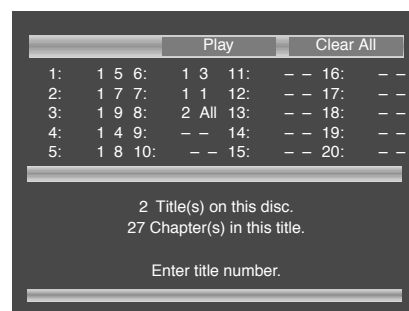 Play Clear All
1: 1 5 6: 1 3 11: – – 16: – –
2: 1 7 7: 1 1 12: – – 17: – –
3: 1 9 8: 2 All 13: – – 18: – –
4: 1 4 9: – – 14: – – 19: – –
5: 1 8 10: – – 15: – – 20: – –
2 Title(s) on this disc.
27 Chapter(s) in this title.
Enter title number.